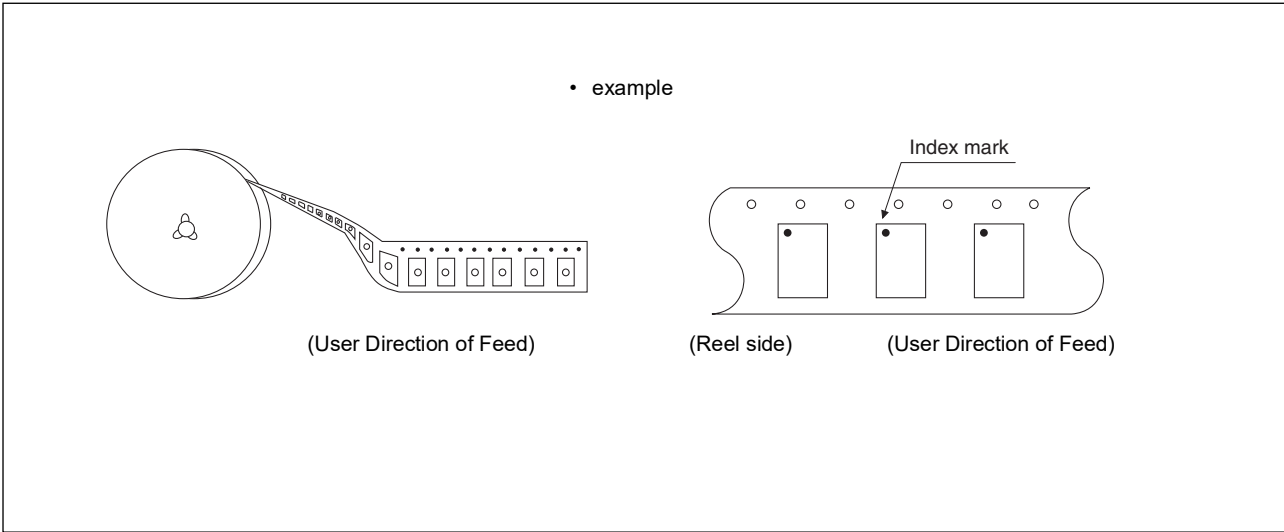 • example
Index mark
(User Direction of Feed)
(Reel side)
(User Direction of Feed)